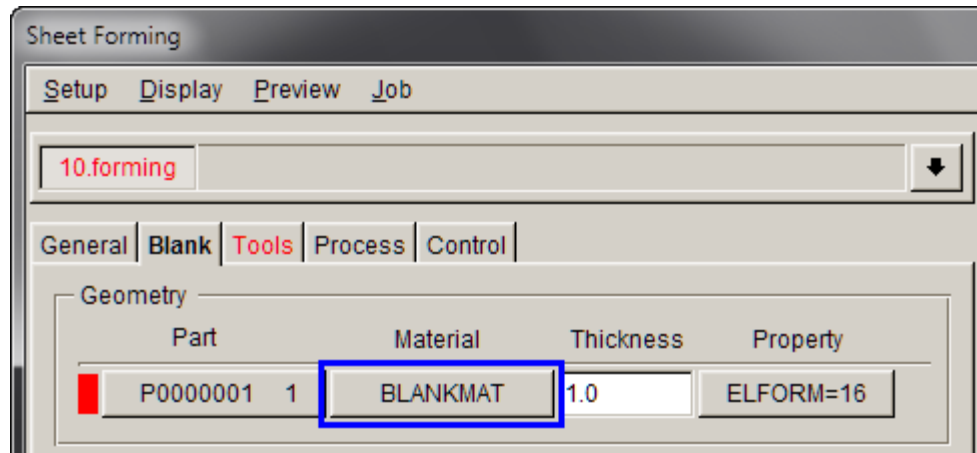 Sheet Forming
Setup Display Preview Job
10.forming
General Blank Tools Process Control
Geometry
Part Material Thickness Property
P0000001 1 BLANKMAT 1.0 ELFORM=16